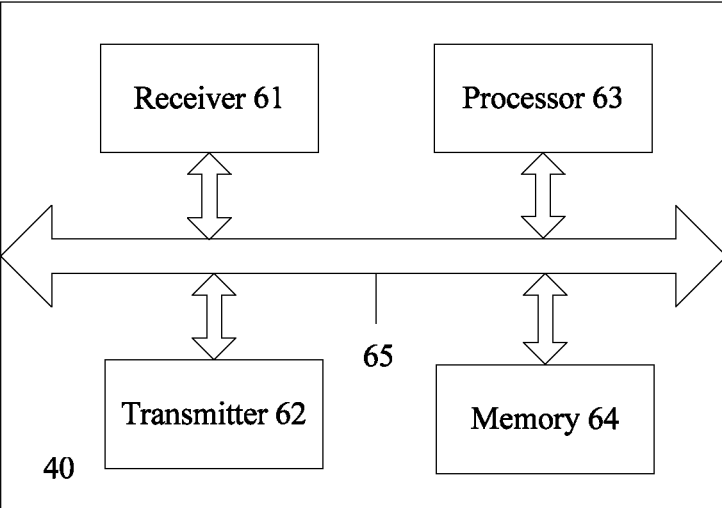 Receiver 61
Processor 63
65
Transmitter 62
Memory 64
40